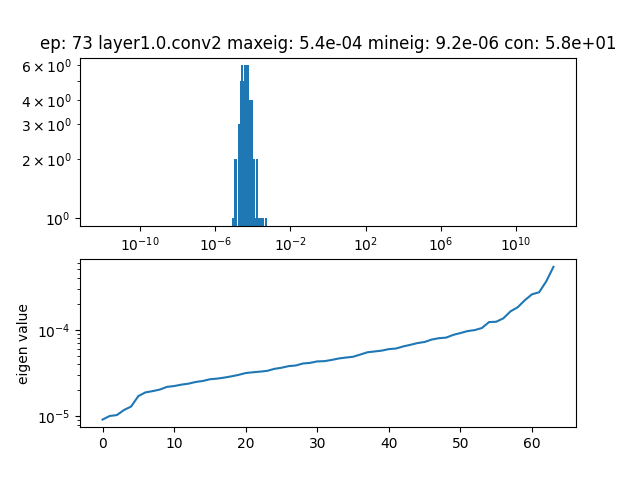 ep: 73 layer1.0.conv2 maxeig: 5.4e-04 mineig: 9.2e-06 con: 5.8e+01
6 × 10⁰
4 × 10⁰
3 × 10⁰
2 × 10⁰
10⁰
10⁻¹⁰ 10⁻⁶ 10⁻² 10² 10⁶ 10¹⁰
eigen value
10⁻⁴
10⁻⁵
0 10 20 30 40 50 60